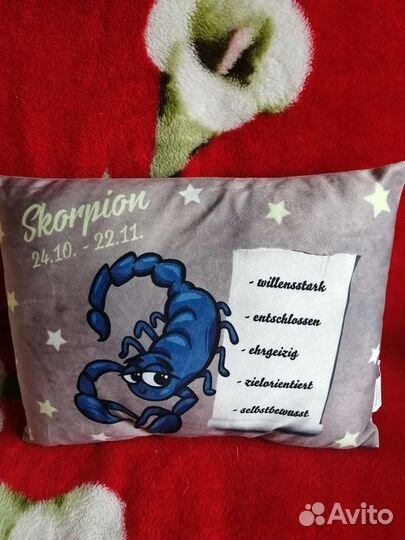 Skorpion
24.10. - 22.11.
- willensstark
- entschlossen
- ehrgeizig
- zielorientiert
- selbstbewusst
Avito